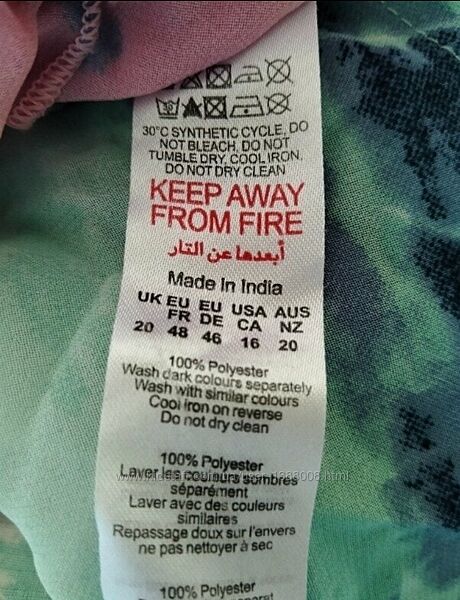 30°C SYNTHETIC CYCLE, DO
NOT BLEACH, DO NOT
TUMBLE DRY, COOL IRON,
DO NOT DRY CLEAN
KEEP AWAY
FROM FIRE
أبعدها عن النار
Made In India
UK EU EU USA AUS
FR DE CA NZ
20 48 46 16 20
100% Polyester
Wash dark colours separately
Wash with similar colours
Cool iron on reverse
Do not dry clean
100% Polyester
Laver les couleurs sombres
séparément
Laver avec des couleurs
similaires
Repassage doux sur l'envers
ne pas nettoyer à sec
100% Polyester